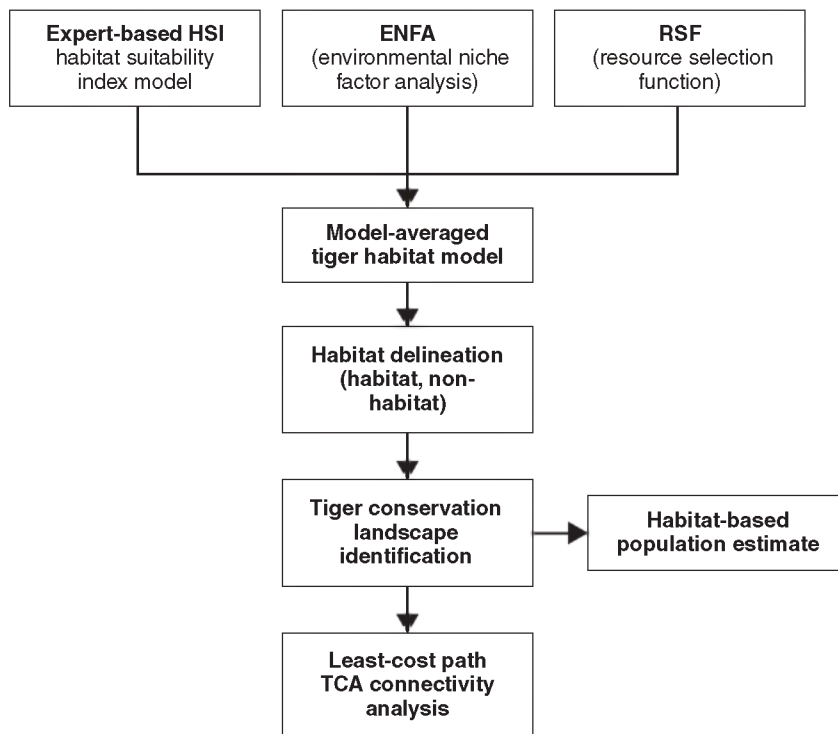 Expert-based HSI
habitat suitability
index model
ENFA
(environmental niche
factor analysis)
RSF
(resource selection
function)
Model-averaged
tiger habitat model
Habitat delineation
(habitat, non-
habitat)
Tiger conservation
landscape
identification
Habitat-based
population estimate
Least-cost path
TCA connectivity
analysis